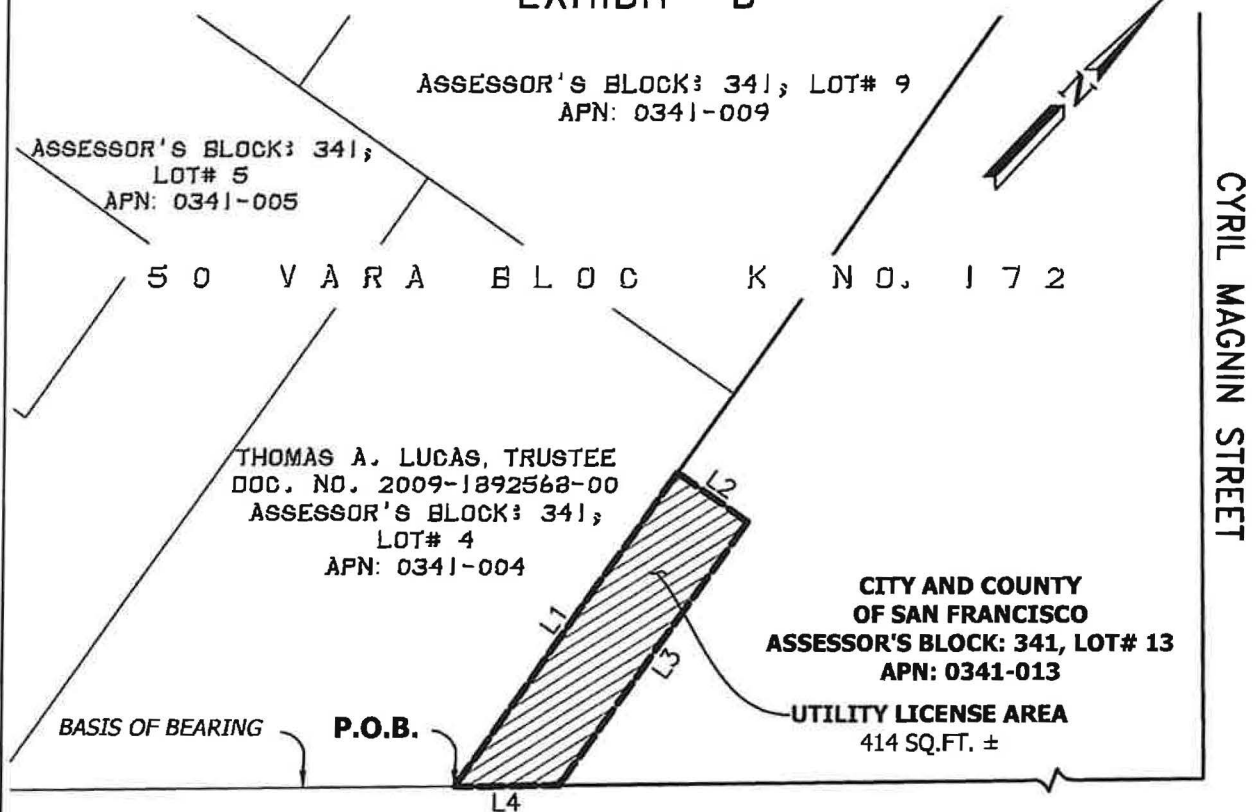 ASSESSOR'S BLOCK: 341; LOT# 9
APN: 0341-009
N
ASSESSOR'S BLOCK: 341;
LOT# 5
APN: 0341-005
CYRIL MAGNIN STREET
50 VARA BLOC K NO. 172
THOMAS A. LUCAS, TRUSTEE
DOC. NO. 2009-1892568-00
ASSESSOR'S BLOCK: 341;
LOT# 4
APN: 0341-004
L2
L1
L3
CITY AND COUNTY
OF SAN FRANCISCO
ASSESSOR'S BLOCK: 341, LOT# 13
APN: 0341-013
UTILITY LICENSE AREA
414 SQ.FT. ±
BASIS OF BEARING
P.O.B.
L4